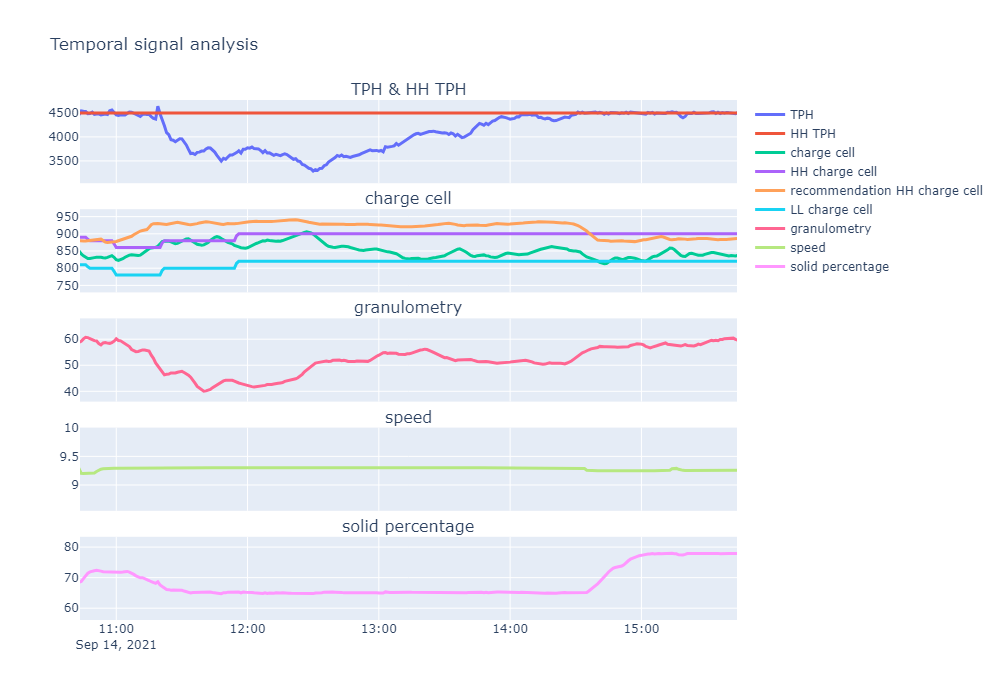 Temporal signal analysis
TPH & HH TPH
4500
4000
3500
charge cell
950
900
850
800
750
granulometry
60
50
40
speed
10
9.5
9
solid percentage
80
70
60
11:00 12:00 13:00 14:00 15:00
Sep 14, 2021
TPH
HH TPH
charge cell
HH charge cell
recommendation HH charge cell
LL charge cell
granulometry
speed
solid percentage